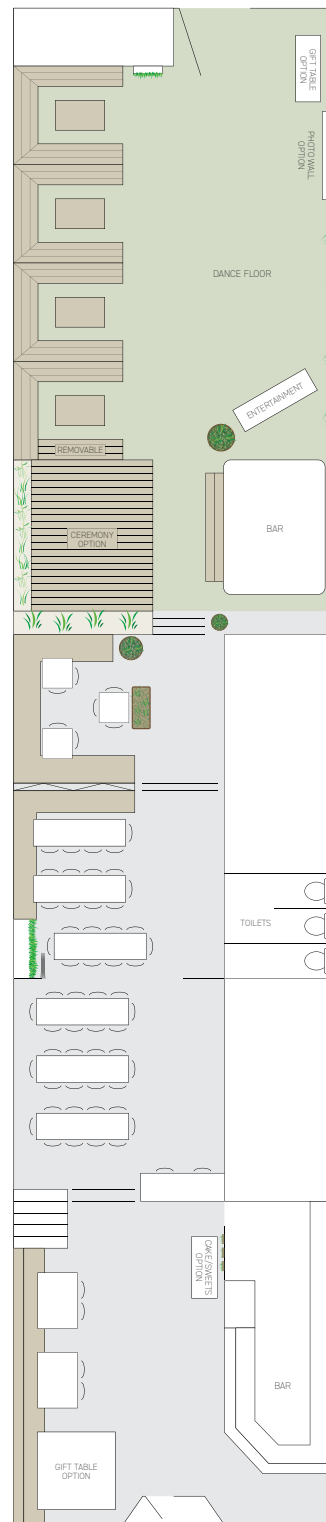 GIFT TABLE
OPTION
PHOTO WALL
OPTION
DANCE FLOOR
ENTERTAINMENT
REMOVABLE
BAR
CEREMONY
OPTION
TOILETS
CAKE/SWEETS
OPTION
BAR
GIFT TABLE
OPTION